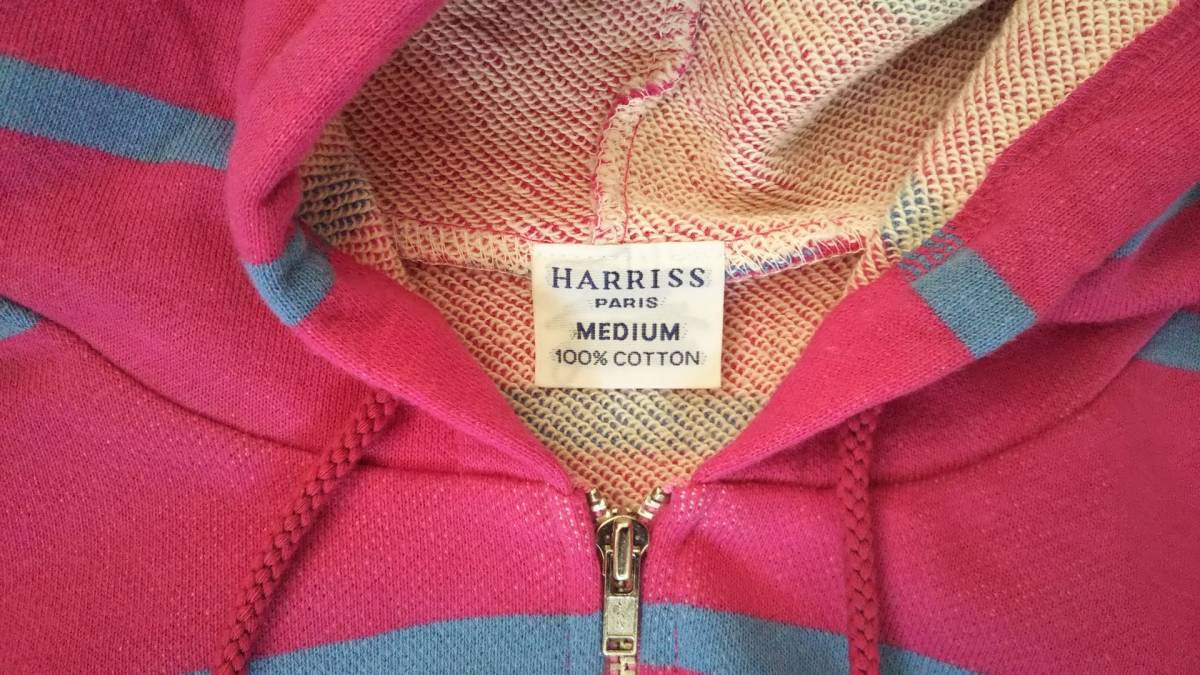 HARRISS
PARIS
MEDIUM
100% COTTON